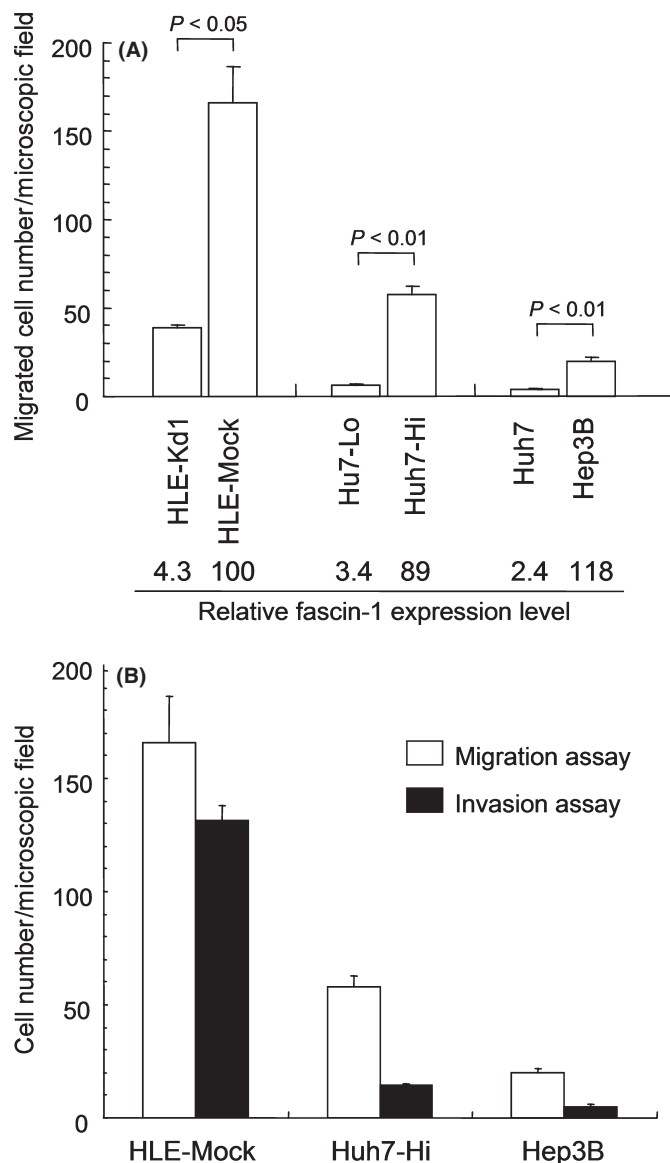 (A)
P < 0.05
P < 0.01
P < 0.01
Migrated cell number/microscopic field
200
150
100
50
0
HLE-Kd1
HLE-Mock
Hu7-Lo
Huh7-Hi
Huh7
Hep3B
4.3 100 3.4 89 2.4 118
Relative fascin-1 expression level
(B)
Cell number/microscopic field
200
150
100
50
0
Migration assay
Invasion assay
HLE-Mock Huh7-Hi Hep3B